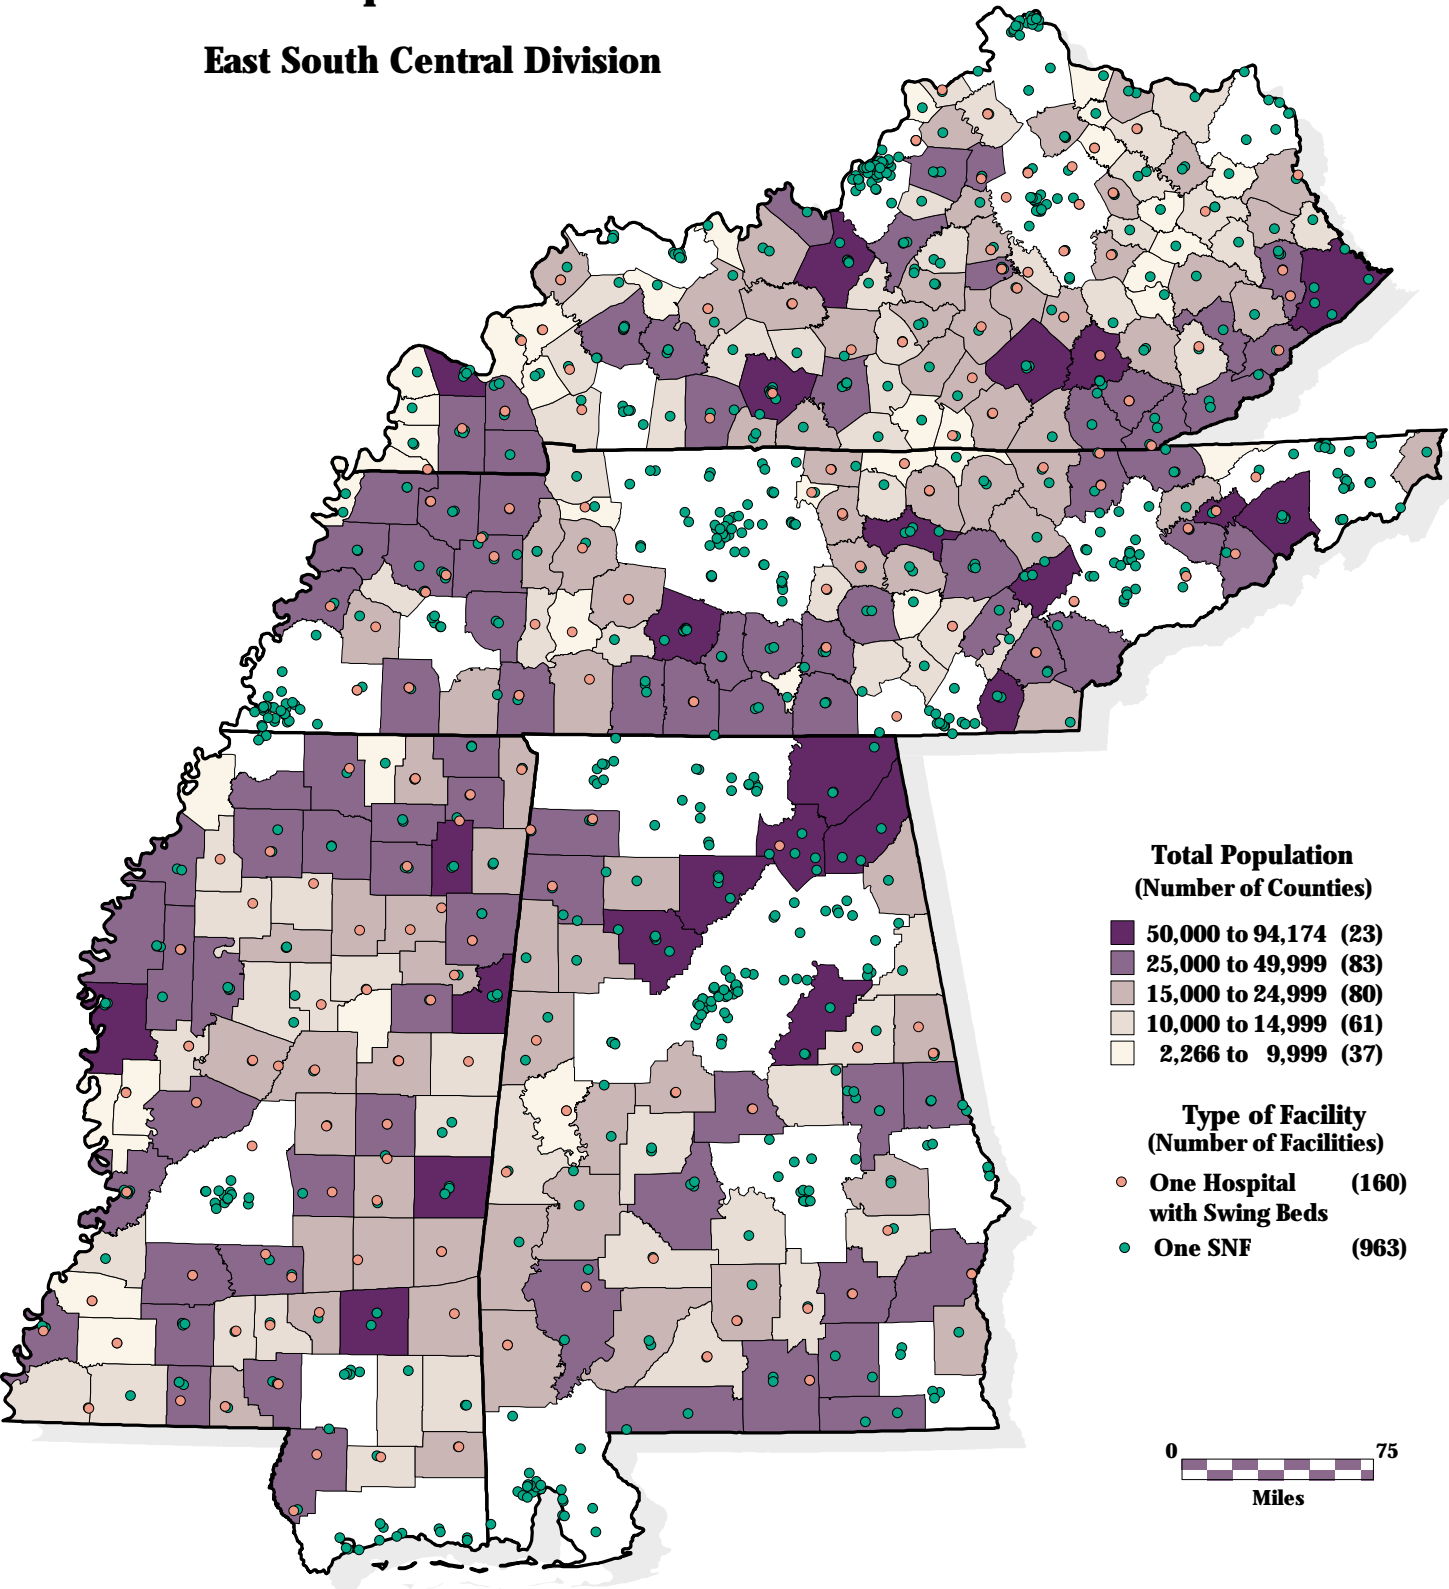 East South Central Division
Total Population
(Number of Counties)
50,000 to 94,174 (23)
25,000 to 49,999 (83)
15,000 to 24,999 (80)
10,000 to 14,999 (61)
2,266 to 9,999 (37)
Type of Facility
(Number of Facilities)
One Hospital (160)
with Swing Beds
One SNF (963)
0 75
Miles